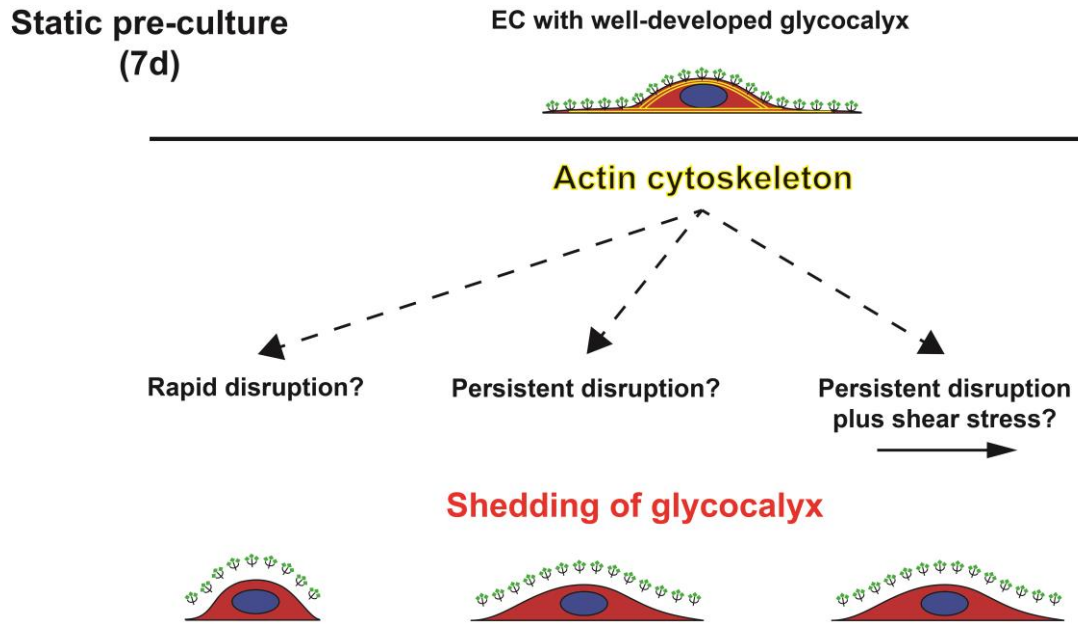 Static pre-culture
(7d)
EC with well-developed glycocalyx
Actin cytoskeleton
Rapid disruption?
Persistent disruption?
Persistent disruption
plus shear stress?
Shedding of glycocalyx